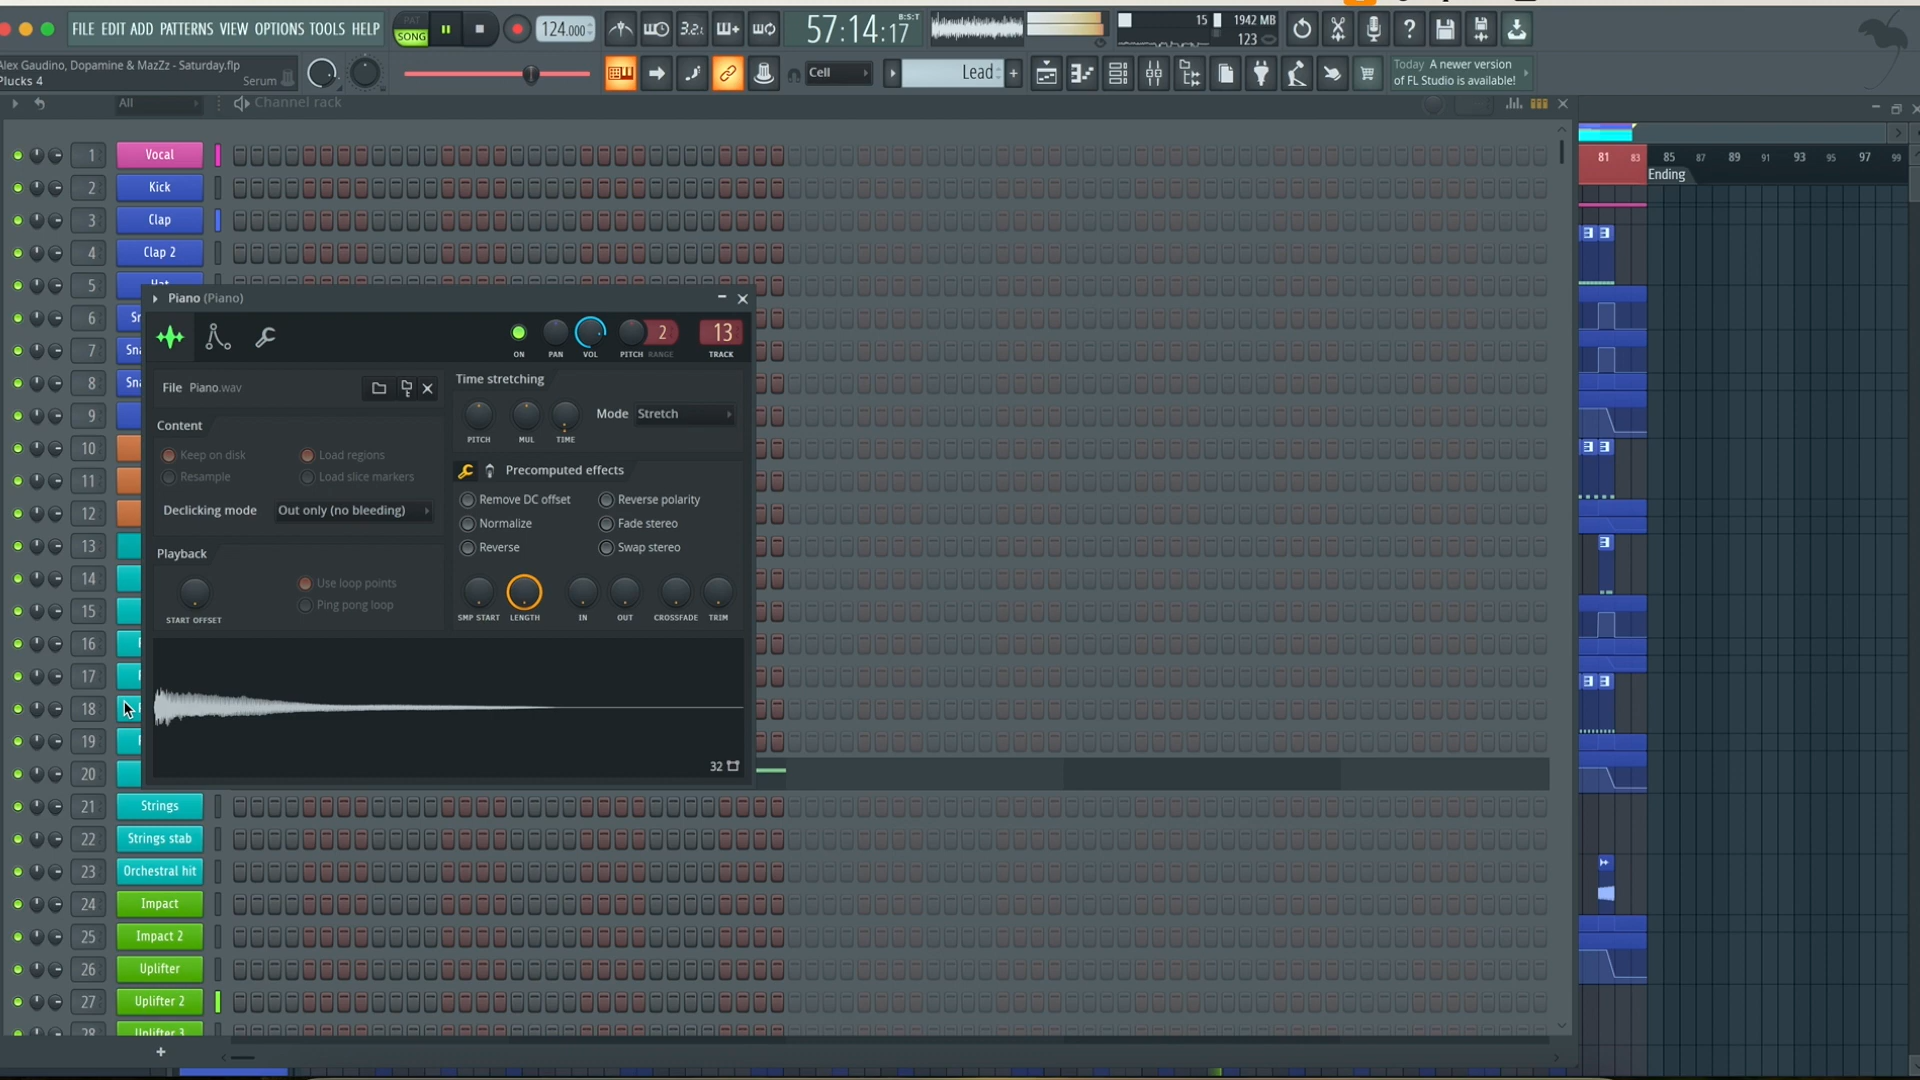 FILE EDIT ADD PATTERNS VIEW OPTIONS TOOLS HELP
PAT
SONG
124.000
3.2.
57:14:17
B:S:T
15
1942 MB
123
Alex Gaudino, Dopamine & MazZz - Saturday.flp
Plucks 4
Serum
Cell
Lead
Today A newer version
of FL Studio is available!
All
Channel rack
1 Vocal
2 Kick
3 Clap
4 Clap 2
5
6
7
8
9
10
11
12
13
14
15
16
17
18
19
20
21 Strings
22 Strings stab
23 Orchestral hit
24 Impact
25 Impact 2
26 Uplifter
27 Uplifter 2
28 Uplifter 3
Piano (Piano)
ON
PAN
VOL
PITCH
RANGE
2
13
TRACK
File Piano.wav
Content
Keep on disk
Load regions
Resample
Load slice markers
Declicking mode
Out only (no bleeding)
Playback
START OFFSET
Use loop points
Ping pong loop
Time stretching
PITCH
MUL
TIME
Mode Stretch
Precomputed effects
Remove DC offset
Reverse polarity
Normalize
Fade stereo
Reverse
Swap stereo
SMP START
LENGTH
IN
OUT
CROSSFADE
TRIM
32
81 83 85 87 89 91 93 95 97 99
Ending